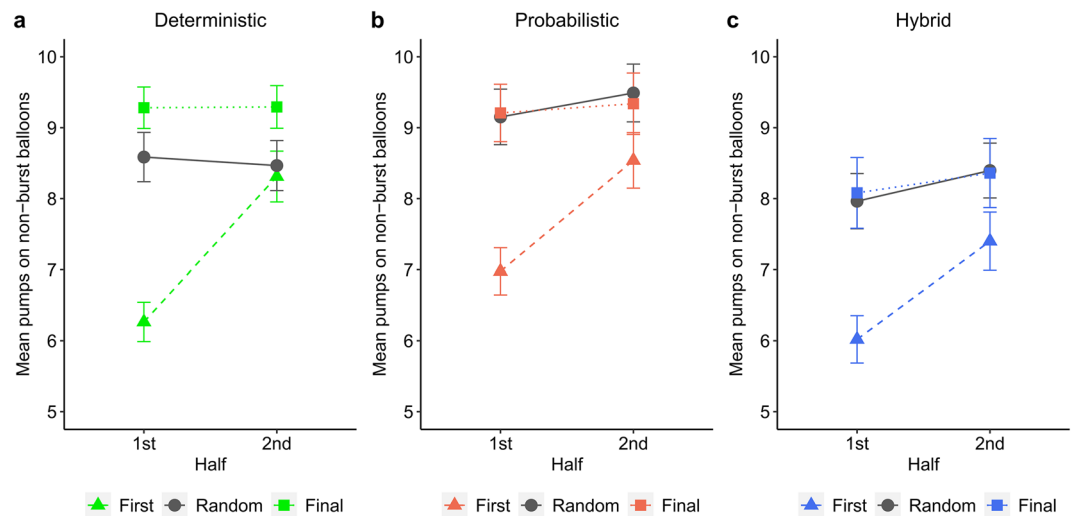 a Deterministic
Mean pumps on non−burst balloons
10
9
8
7
6
5
1st 2nd
Half
First Random Final
b Probabilistic
Mean pumps on non−burst balloons
10
9
8
7
6
5
1st 2nd
Half
First Random Final
c Hybrid
Mean pumps on non−burst balloons
10
9
8
7
6
5
1st 2nd
Half
First Random Final